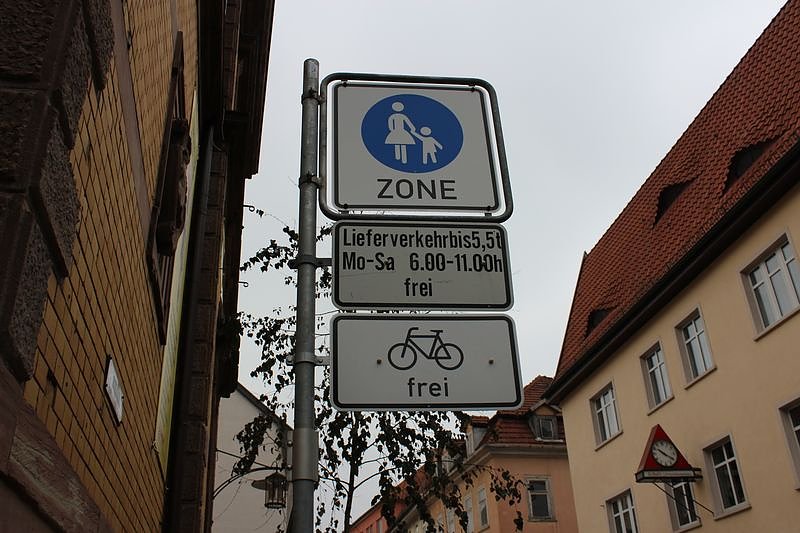 ZONE
Lieferverkehrbis5,5t
Mo-Sa 6.00-11.00h
frei
frei